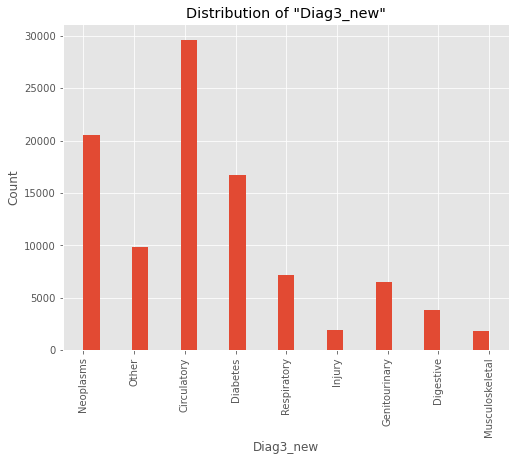 Distribution of "Diag3_new"
Count
30000
25000
20000
15000
10000
5000
0
Neoplasms
Other
Circulatory
Diabetes
Respiratory
Injury
Genitourinary
Digestive
Musculoskeletal
Diag3_new